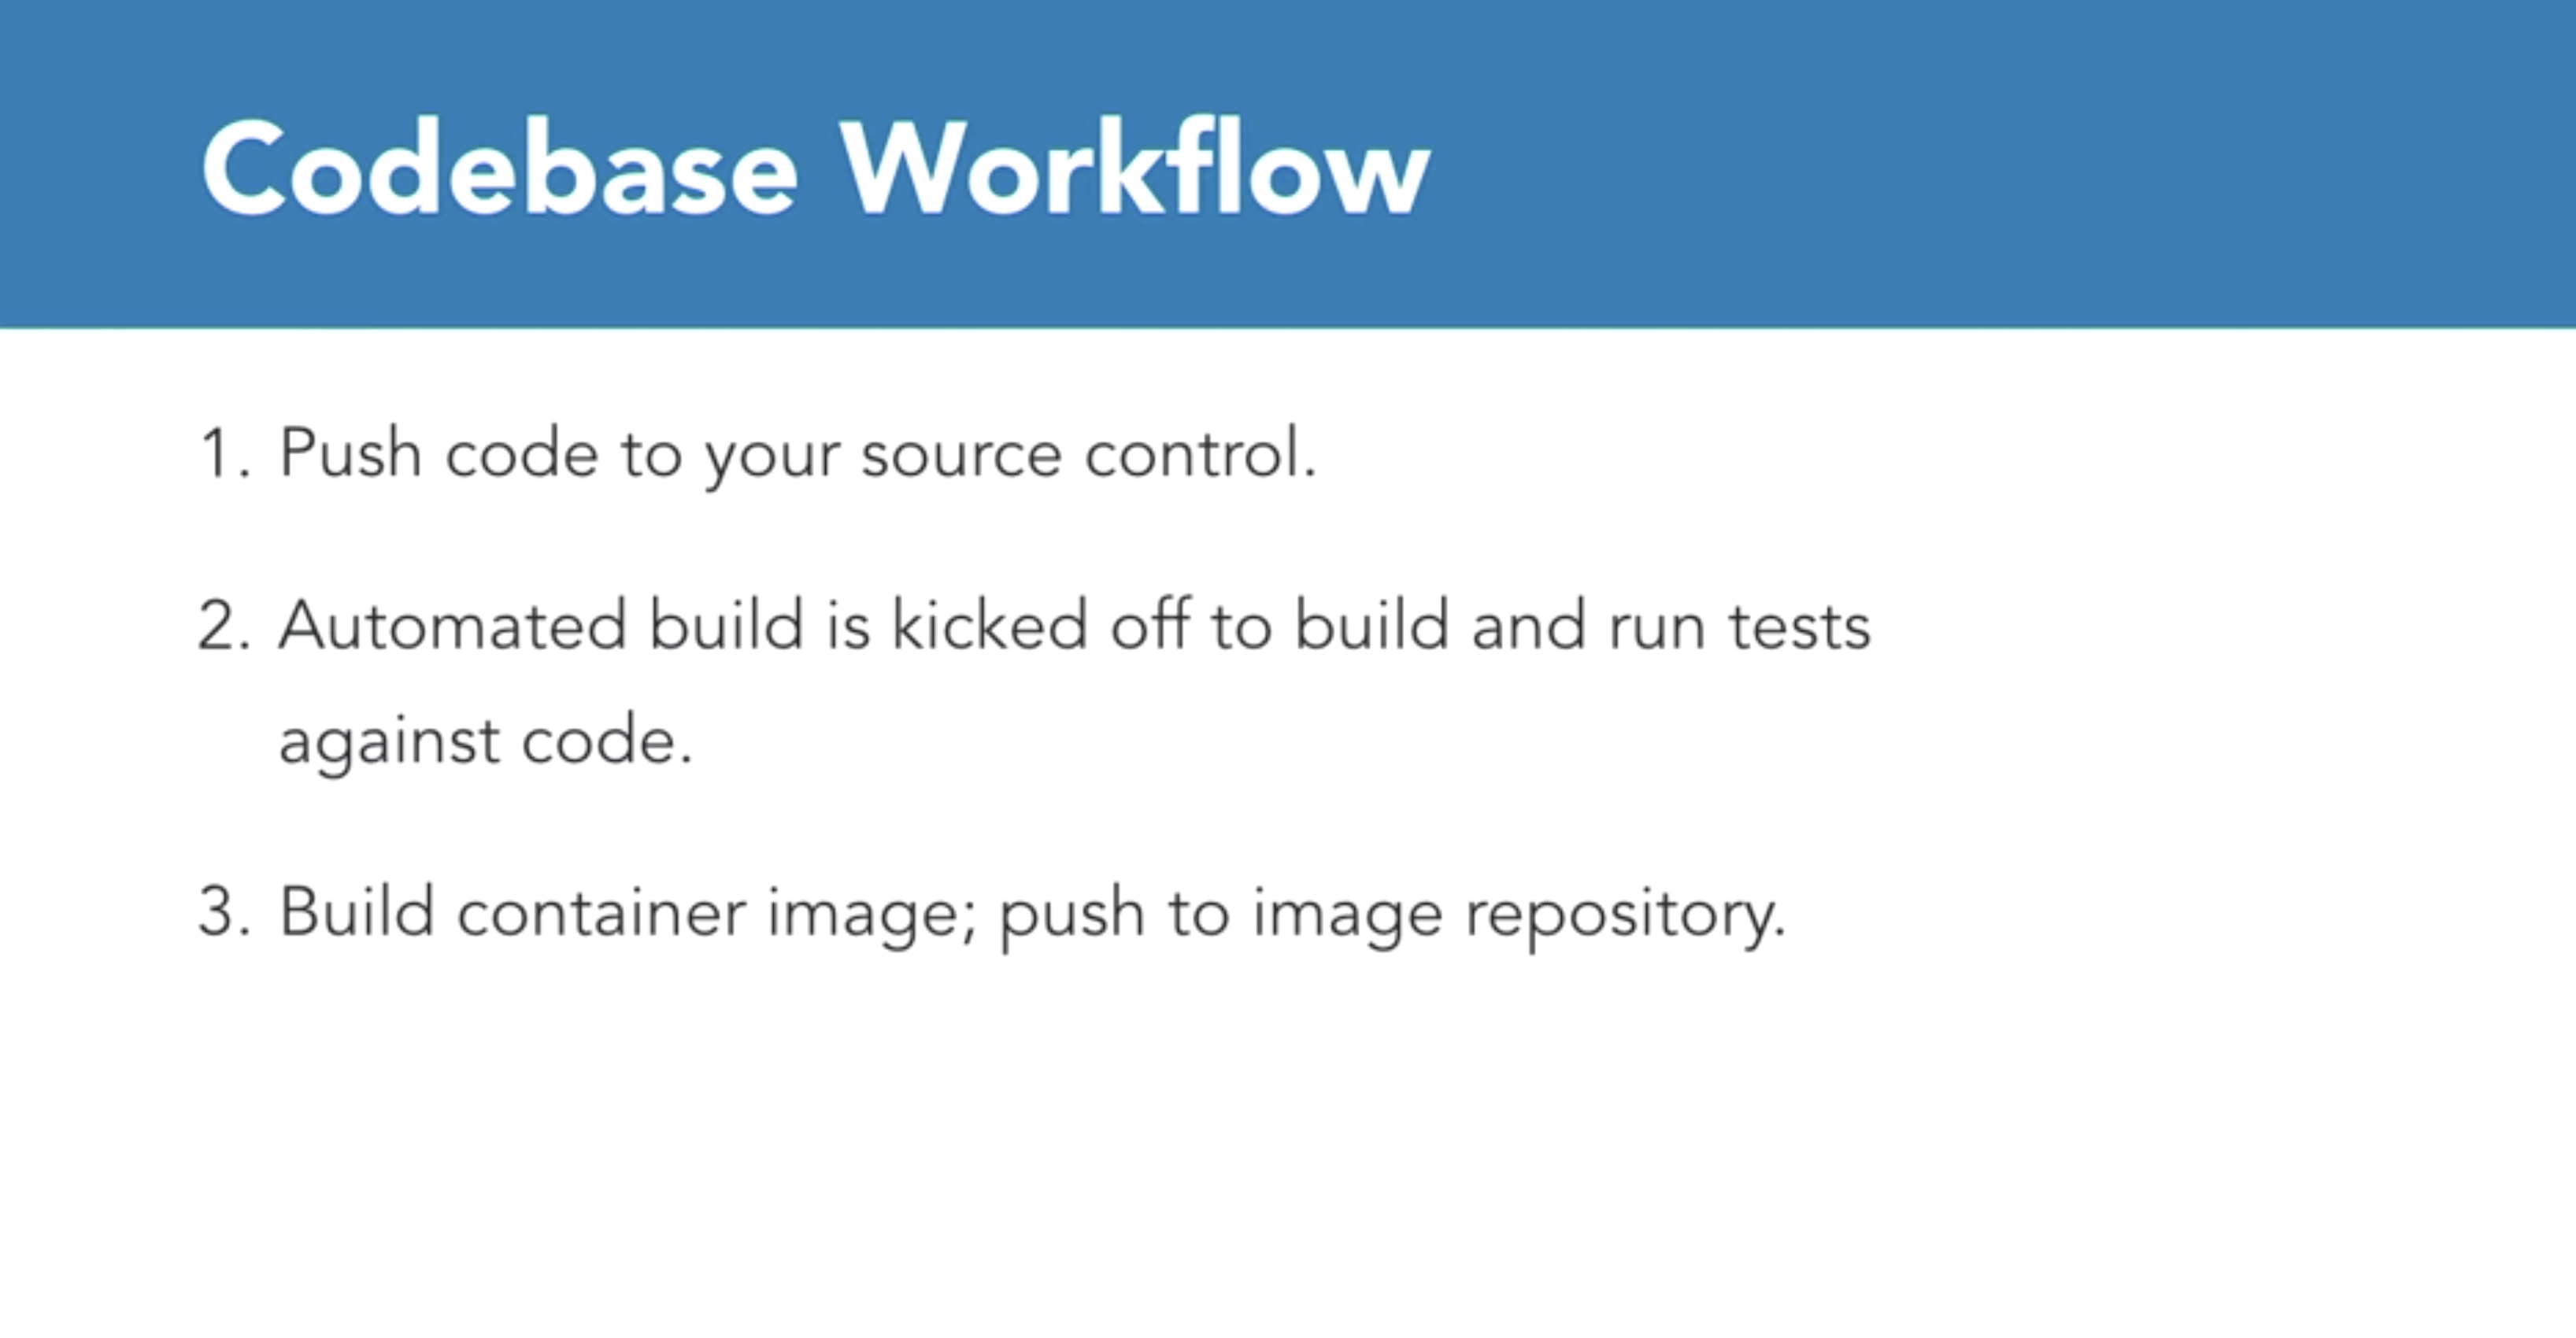 Codebase Workflow
1. Push code to your source control.
2. Automated build is kicked off to build and run tests
against code.
3. Build container image; push to image repository.